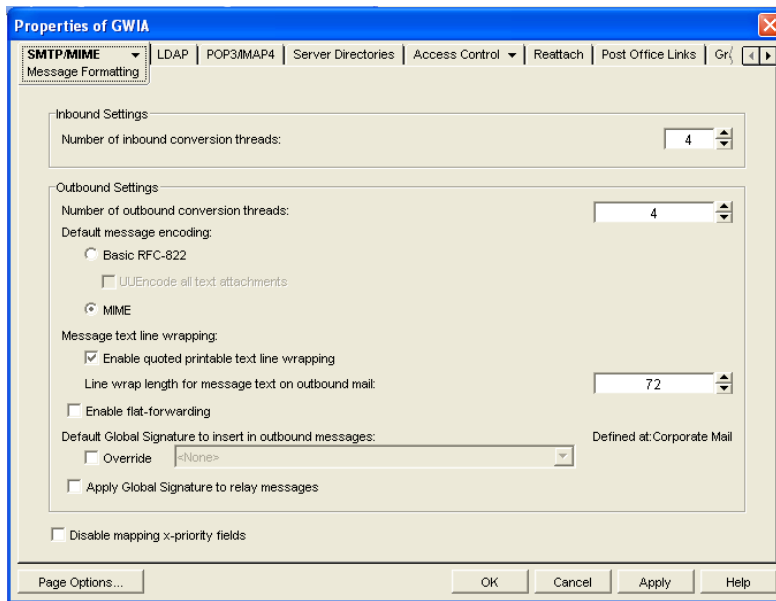 Properties of GWIA
SMTP/MIME LDAP POP3/IMAP4 Server Directories Access Control Reattach Post Office Links
Message Formatting
Inbound Settings
Number of inbound conversion threads: 4
Outbound Settings
Number of outbound conversion threads: 4
Default message encoding:
Basic RFC-822
UUEncode all text attachments
MIME
Message text line wrapping:
Enable quoted printable text line wrapping
Line wrap length for message text on outbound mail: 72
Enable flat-forwarding
Default Global Signature to insert in outbound messages: Defined at:Corporate Mail
Override <None>
Apply Global Signature to relay messages
Disable mapping x-priority fields
Page Options... OK Cancel Apply Help